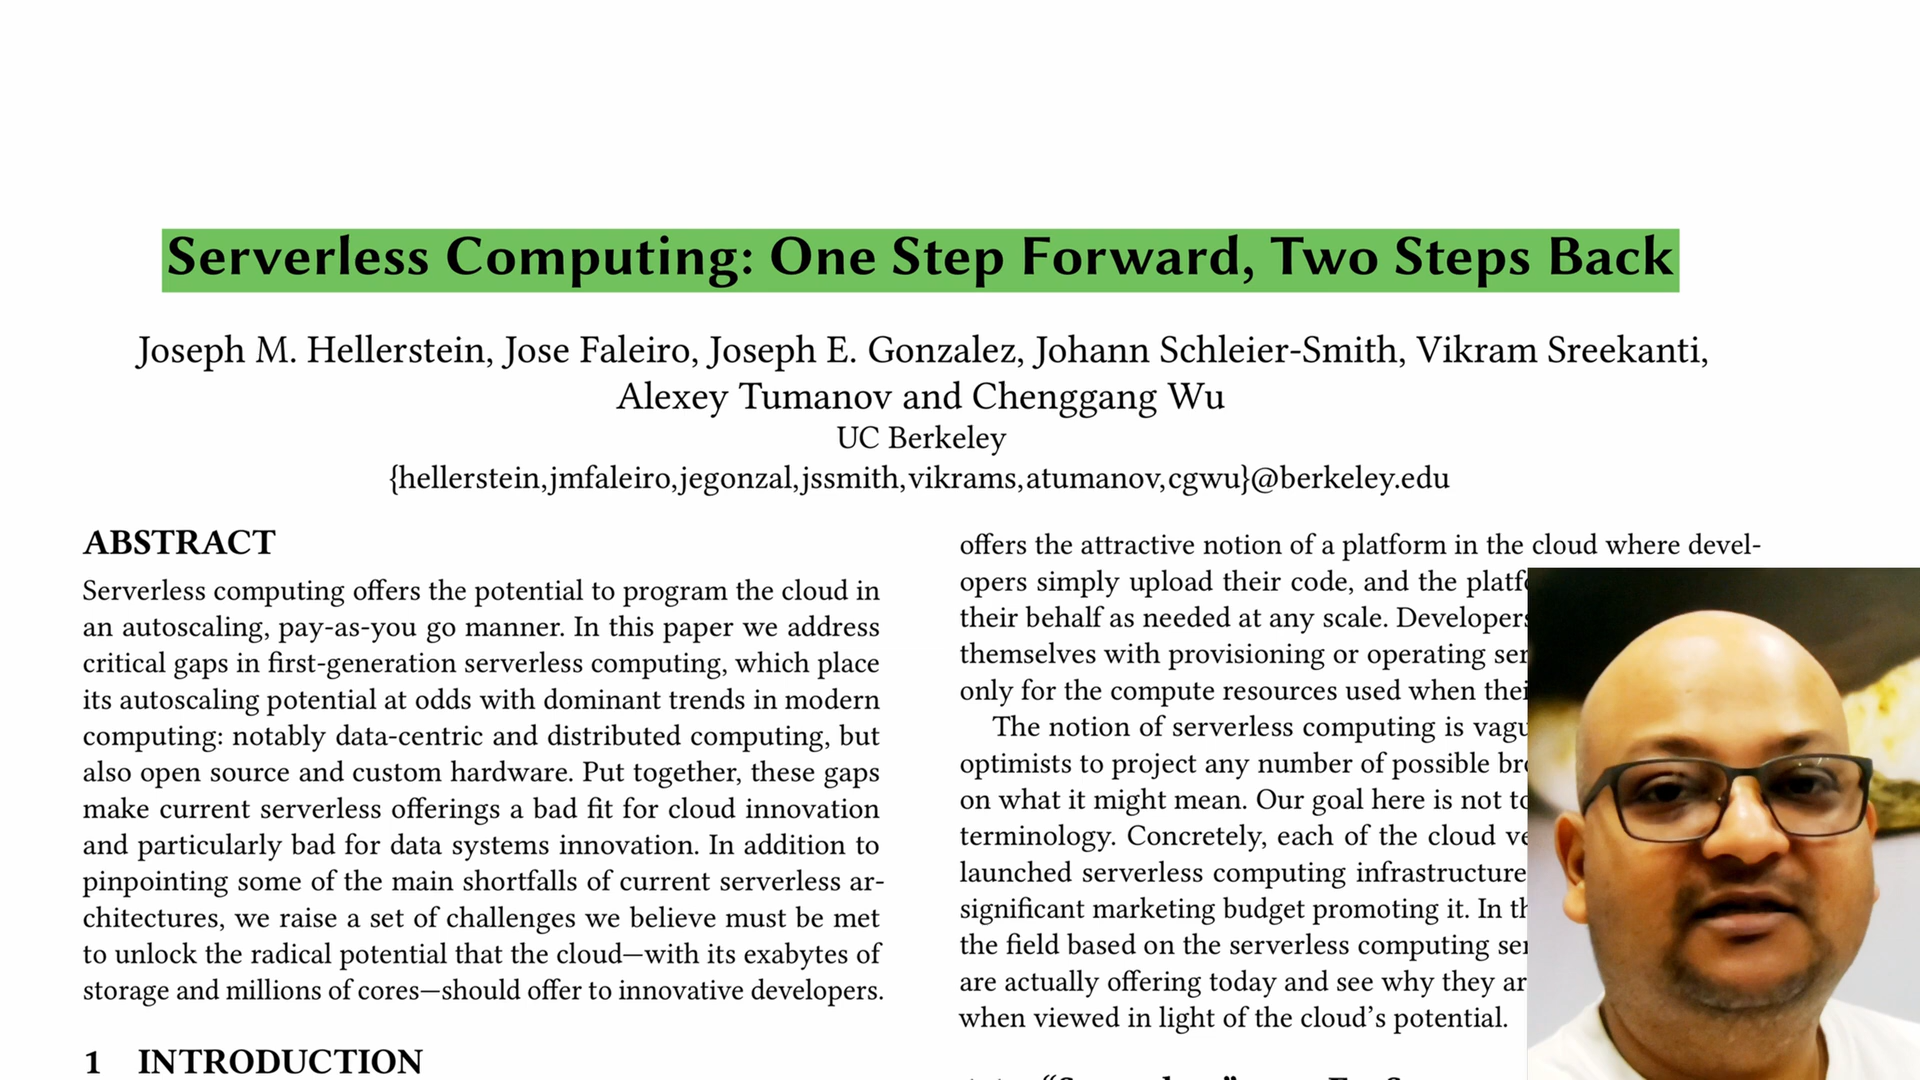 Serverless Computing: One Step Forward, Two Steps Back
Joseph M. Hellerstein, Jose Faleiro, Joseph E. Gonzalez, Johann Schleier-Smith, Vikram Sreekanti,
Alexey Tumanov and Chenggang Wu
UC Berkeley
{hellerstein,jmfaleiro,jegonzal,jssmith,vikrams,atumanov,cgwu}@berkeley.edu
ABSTRACT
Serverless computing offers the potential to program the cloud in
an autoscaling, pay-as-you go manner. In this paper we address
critical gaps in first-generation serverless computing, which place
its autoscaling potential at odds with dominant trends in modern
computing: notably data-centric and distributed computing, but
also open source and custom hardware. Put together, these gaps
make current serverless offerings a bad fit for cloud innovation
and particularly bad for data systems innovation. In addition to
pinpointing some of the main shortfalls of current serverless ar-
chitectures, we raise a set of challenges we believe must be met
to unlock the radical potential that the cloud—with its exabytes of
storage and millions of cores—should offer to innovative developers.
1 INTRODUCTION
offers the attractive notion of a platform in the cloud where devel-
opers simply upload their code, and the
their behalf as needed at any scale. Developers
themselves with provisioning or operating
only for the compute resources used when
The notion of serverless computing is
optimists to project any number of possible
on what it might mean. Our goal here is not
terminology. Concretely, each of the cloud
launched serverless computing infrastructure
significant marketing budget promoting it. In
the field based on the serverless computing
are actually offering today and see why they
when viewed in light of the cloud's potential.